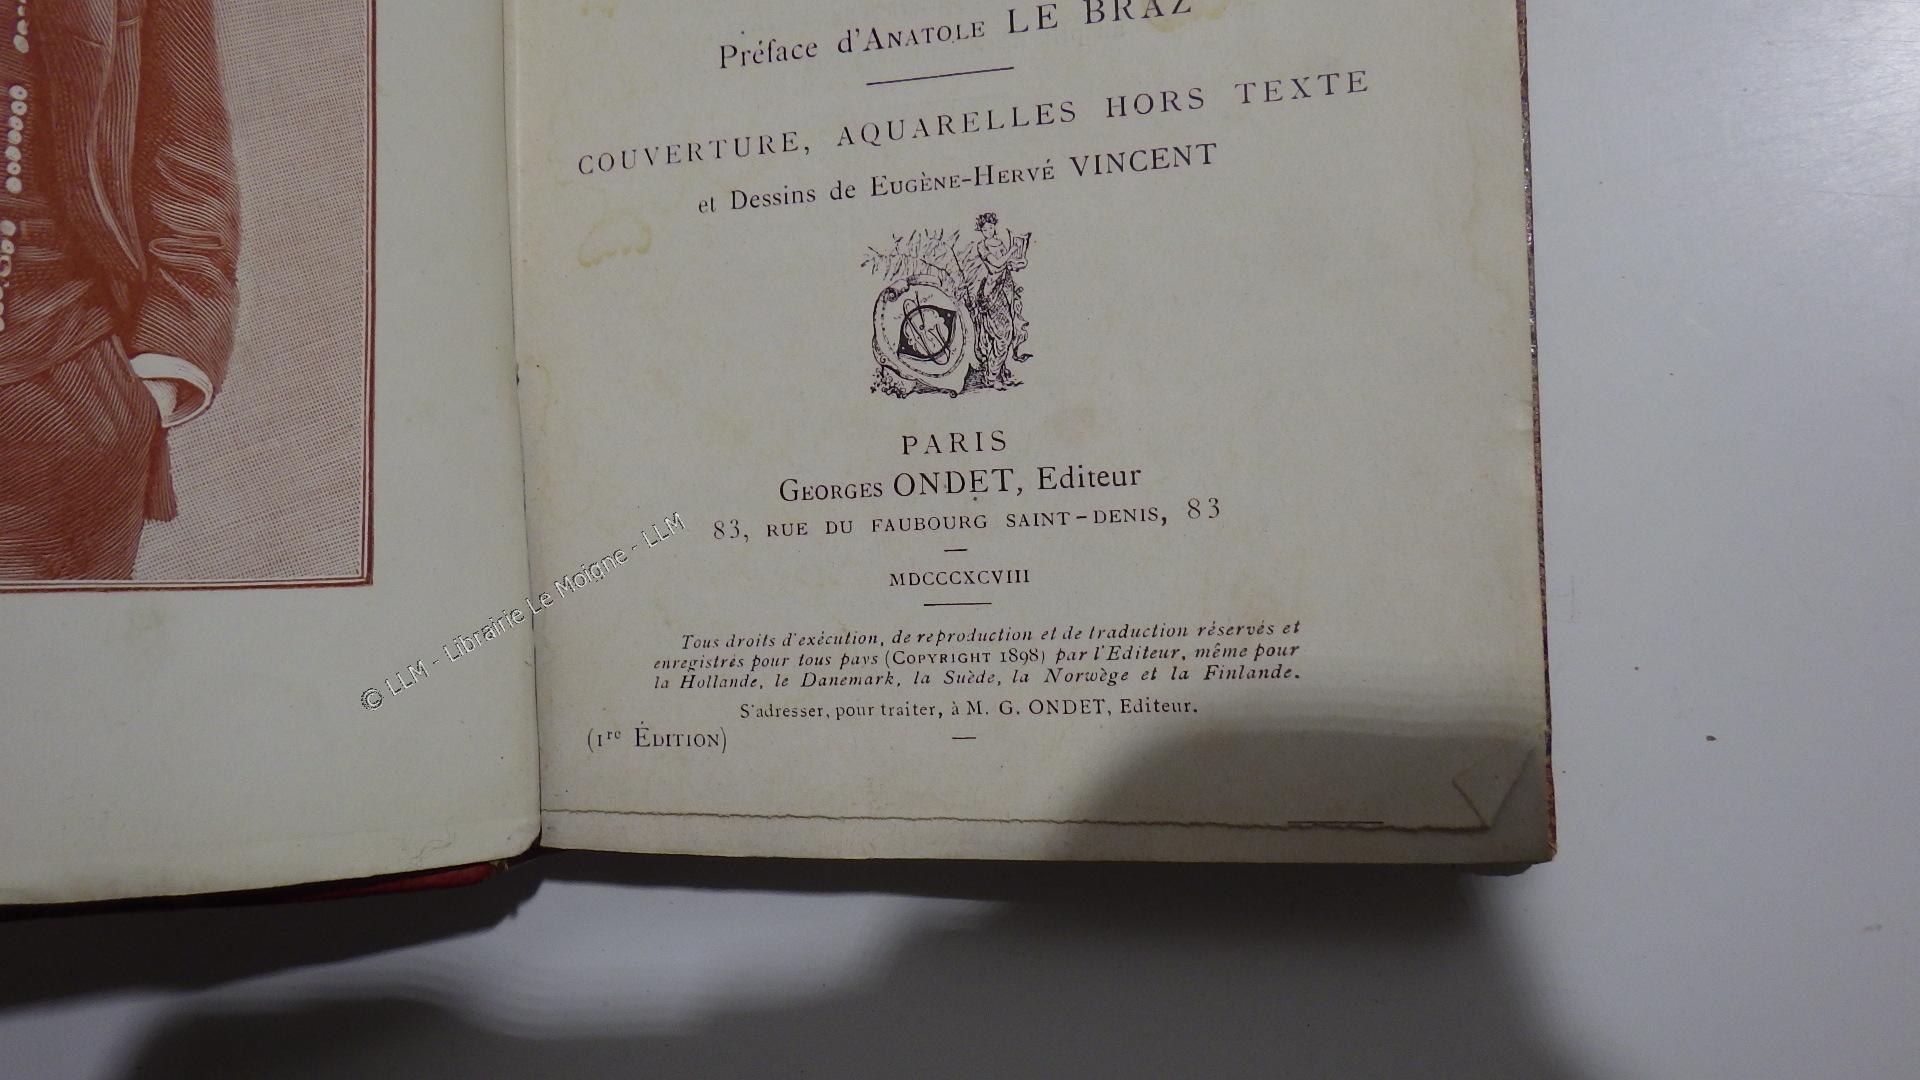 Préface d'ANATOLE LE BRAZ
COUVERTURE, AQUARELLES HORS TEXTE
et Dessins de EUGÈNE-HERVÉ VINCENT
PARIS
GEORGES ONDET, Editeur
83, RUE DU FAUBOURG SAINT-DENIS, 83
MDCCCXCVIII
Tous droits d'exécution, de reproduction et de traduction réservés et
enregistrés pour tous pays (COPYRIGHT 1898) par l'Editeur, même pour
la Hollande, le Danemark, la Suède, la Norwège et la Finlande.
S'adresser, pour traiter, à M. G. ONDET, Editeur.
(1re ÉDITION)
© LLM - Librairie Le Moigne - LLM